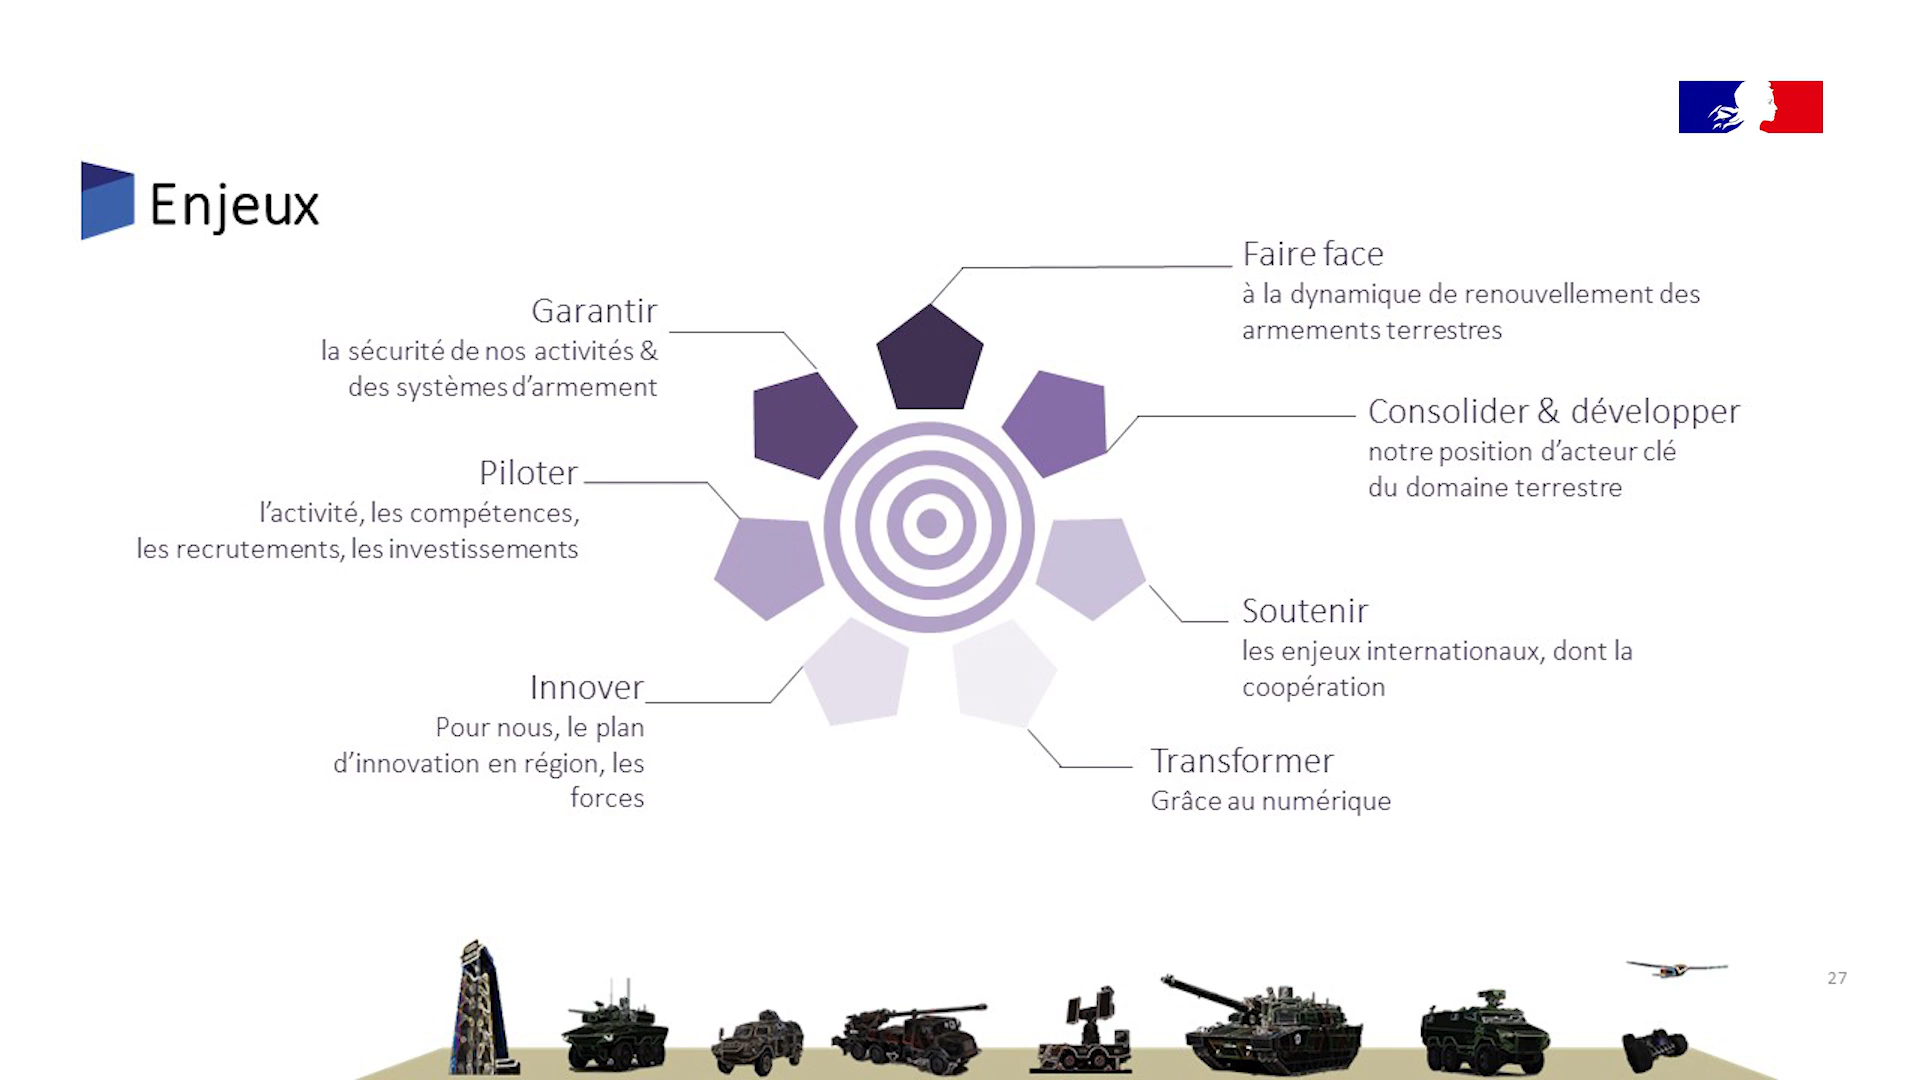 Enjeux
Faire face
à la dynamique de renouvellement des
armements terrestres
Consolider & développer
notre position d’acteur clé
du domaine terrestre
Soutenir
les enjeux internationaux, dont la
coopération
Transformer
Grâce au numérique
Innover
Pour nous, le plan
d’innovation en région, les
forces
Piloter
l’activité, les compétences,
les recrutements, les investissements
Garantir
la sécurité de nos activités &
des systèmes d’armement
27